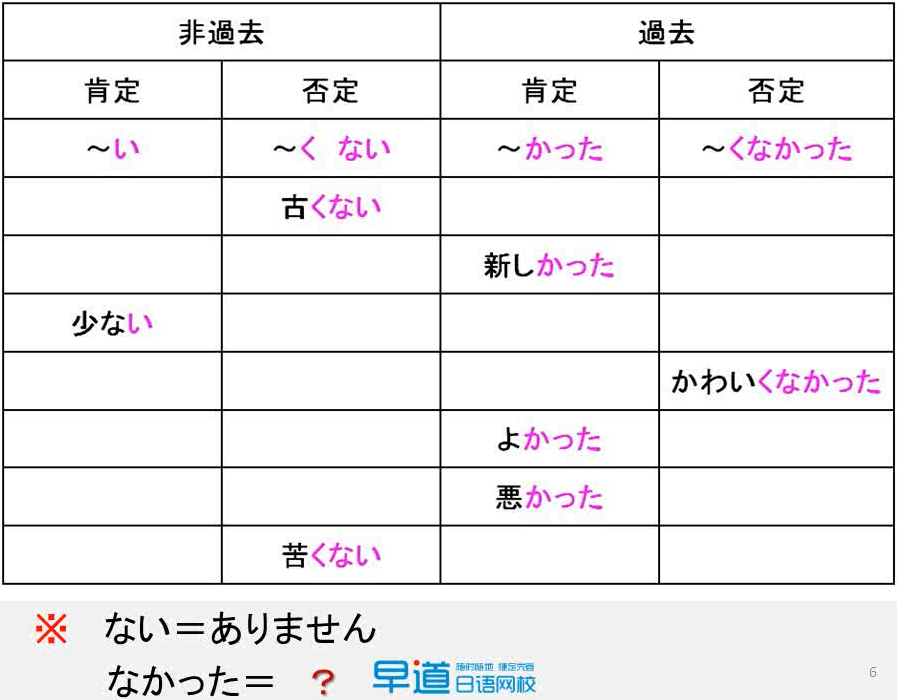 非過去 過去
肯定 否定 肯定 否定
～い ～く ない ～かった ～くなかった
古くない
新しかった
少ない
かわいくなかった
よかった
悪かった
苦くない
※ ない＝ありません
なかった＝ ？
早道 随时随地 捷足先登
日语网校
6